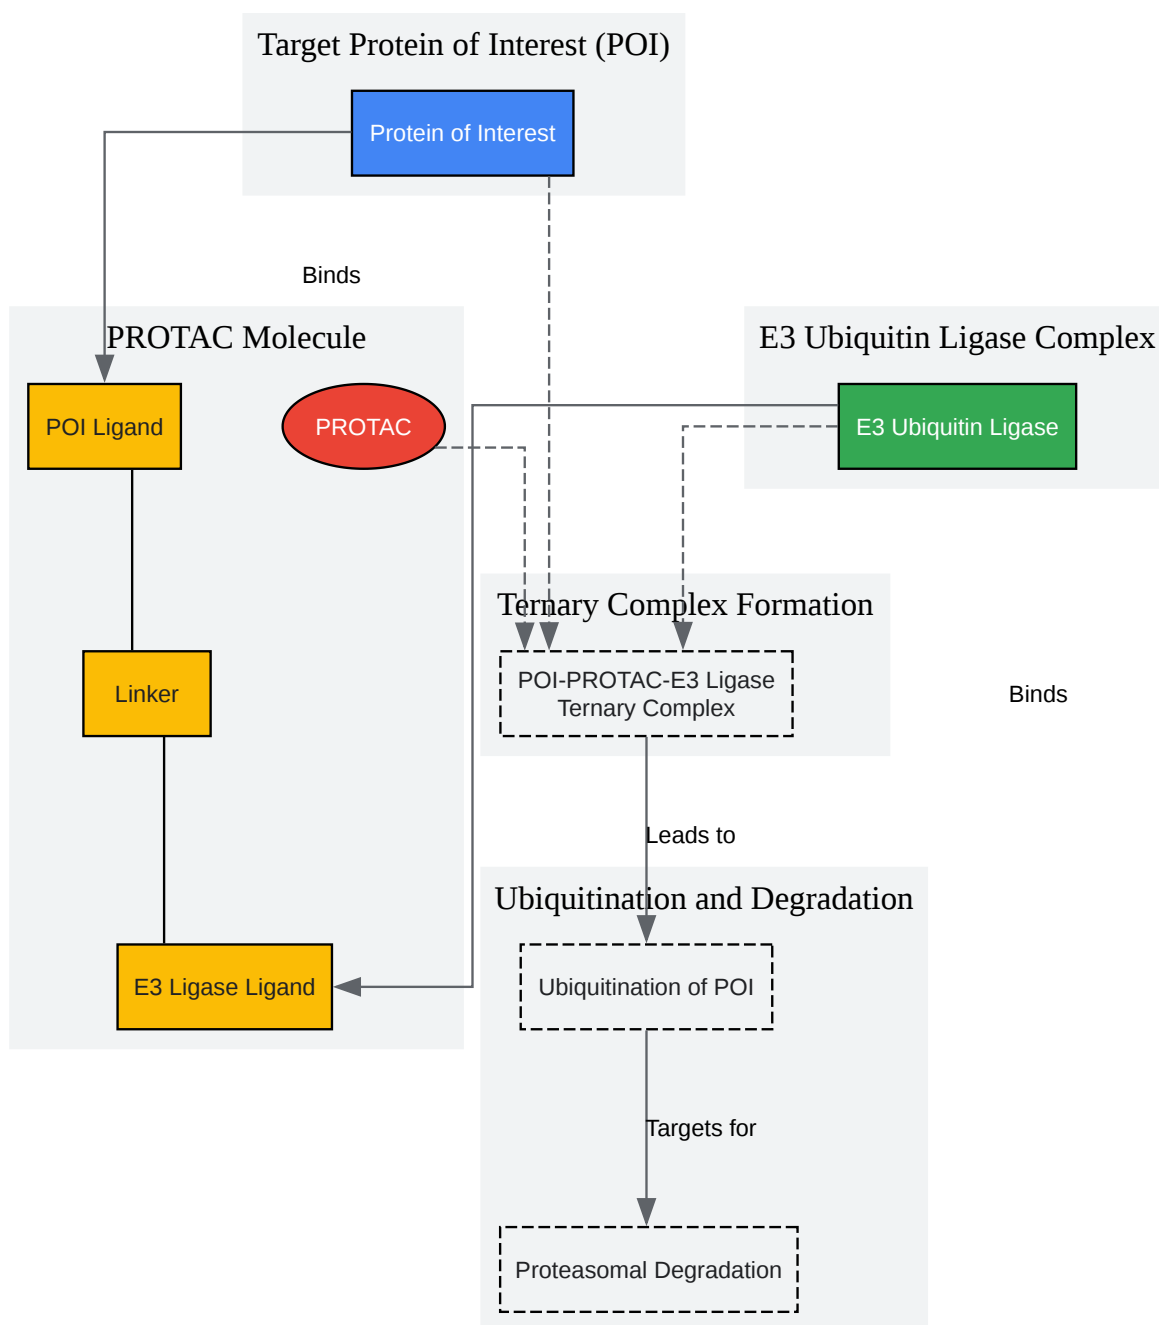 Target Protein of Interest (POI)
Protein of Interest
Binds
PROTAC Molecule
E3 Ubiquitin Ligase Complex
POI Ligand
PROTAC
E3 Ubiquitin Ligase
Ternary Complex Formation
POI-PROTAC-E3 Ligase
Ternary Complex
Linker
Binds
Leads to
Ubiquitination and Degradation
E3 Ligase Ligand
Ubiquitination of POI
Targets for
Proteasomal Degradation